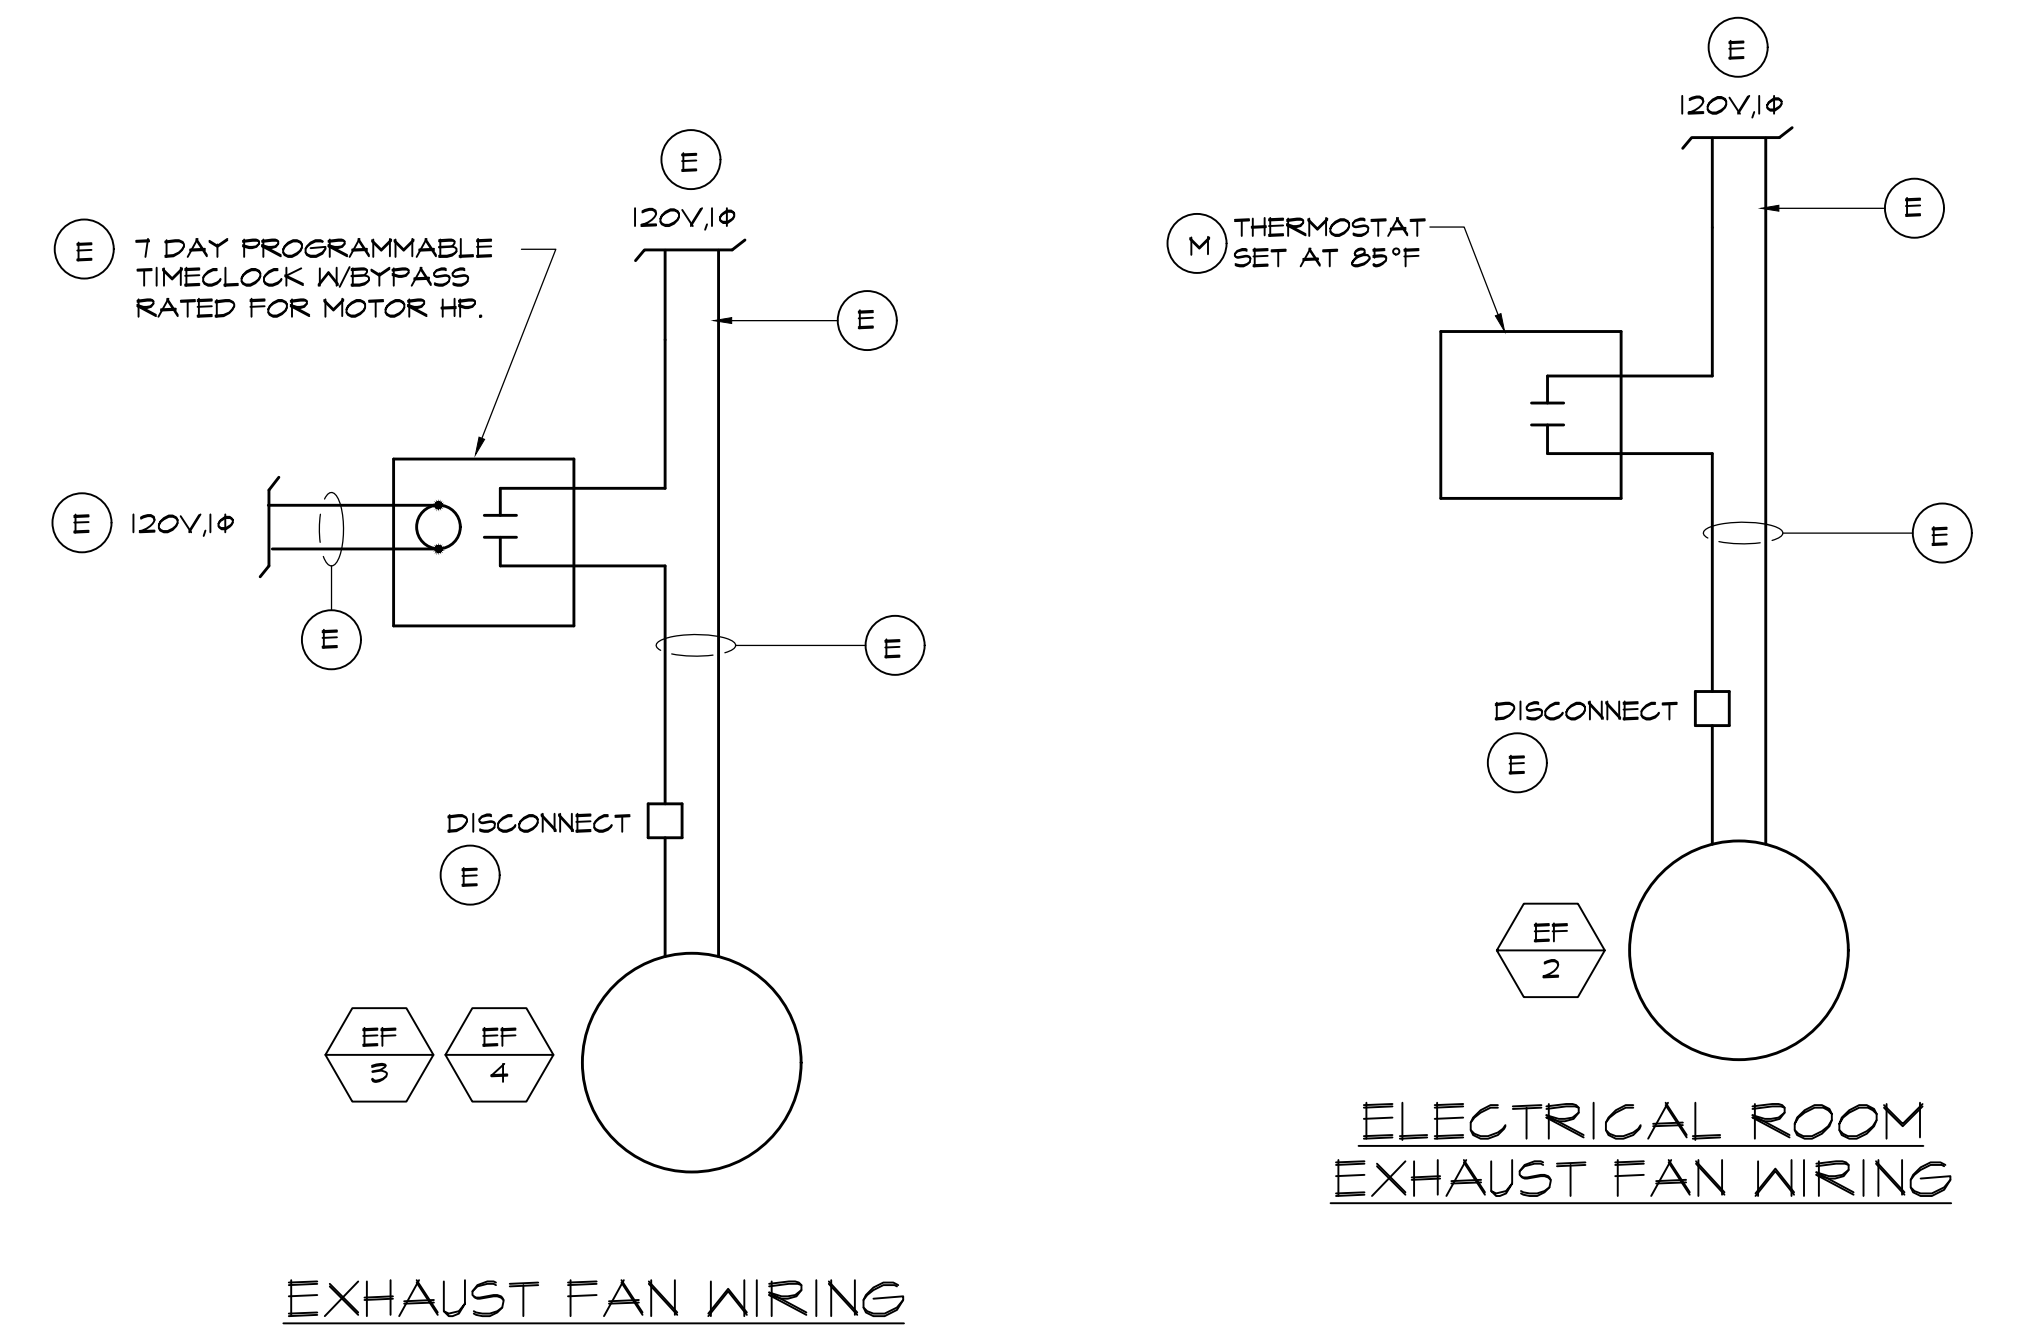 E
120V,1Φ
E
7 DAY PROGRAMMABLE
TIMECLOCK W/BYPASS
RATED FOR MOTOR HP.
E
E
120V,1Φ
E
E
DISCONNECT
E
EF
3
EF
4
EXHAUST FAN WIRING
E
120V,1Φ
E
M
THERMOSTAT
SET AT 85°F
E
DISCONNECT
E
EF
2
ELECTRICAL ROOM
EXHAUST FAN WIRING